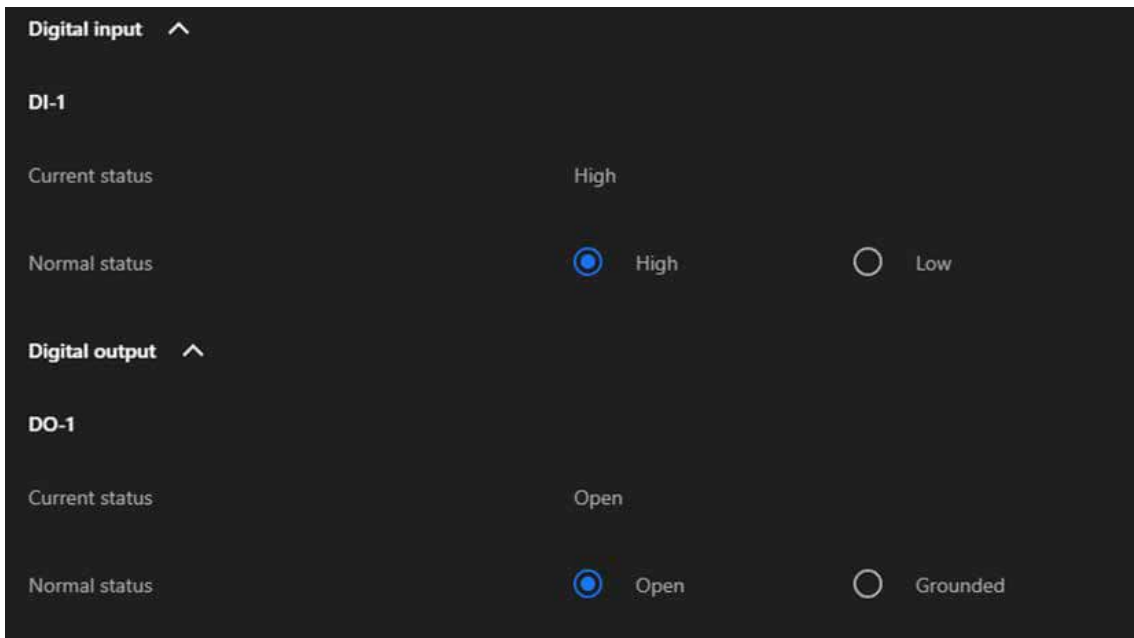 Digital input
DI-1
Current status High
Normal status High Low
Digital output
DO-1
Current status Open
Normal status Open Grounded